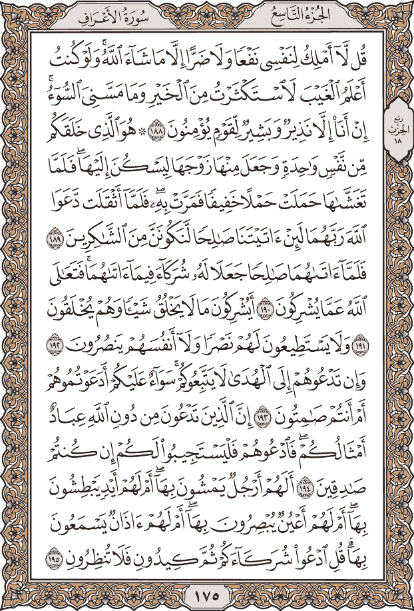 الجزء التاسع
سورة الأعراف
قُل لَّآ أَمْلِكُ لِنَفْسِى نَفْعًا وَلَا ضَرًّا إِلَّا مَا شَآءَ ٱللَّهُ ۚ وَلَوْ كُنتُ
أَعْلَمُ ٱلْغَيْبَ لَٱسْتَكْثَرْتُ مِنَ ٱلْخَيْرِ وَمَا مَسَّنِىَ ٱلسُّوٓءُ ۚ
إِنْ أَنَا۠ إِلَّا نَذِيرٌ وَبَشِيرٌ لِّقَوْمٍ يُؤْمِنُونَ ١٨٨ ۞ هُوَ ٱلَّذِى خَلَقَكُم
مِّن نَّفْسٍ وَٰحِدَةٍ وَجَعَلَ مِنْهَا زَوْجَهَا لِيَسْكُنَ إِلَيْهَا ۖ فَلَمَّا
تَغَشَّىٰهَا حَمَلَتْ حَمْلًا خَفِيفًا فَمَرَّتْ بِهِۦ ۖ فَلَمَّآ أَثْقَلَت دَّعَوَا
ٱللَّهَ رَبَّهُمَا لَئِنْ ءَاتَيْتَنَا صَٰلِحًا لَّنَكُونَنَّ مِنَ ٱلشَّٰكِرِينَ ١٨٩
فَلَمَّآ ءَاتَىٰهُمَا صَٰلِحًا جَعَلَا لَهُۥ شُرَكَآءَ فِيمَآ ءَاتَىٰهُمَا ۚ فَتَعَٰلَى
ٱللَّهُ عَمَّا يُشْرِكُونَ ١٩٠ أَيُشْرِكُونَ مَا لَا يَخْلُقُ شَيْـًٔا وَهُمْ يُخْلَقُونَ
١٩١ وَلَا يَسْتَطِيعُونَ لَهُمْ نَصْرًا وَلَآ أَنفُسَهُمْ يَنصُرُونَ ١٩٢
وَإِن تَدْعُوهُمْ إِلَى ٱلْهُدَىٰ لَا يَتَّبِعُوكُمْ ۚ سَوَآءٌ عَلَيْكُمْ أَدَعَوْتُمُوهُمْ
أَمْ أَنتُمْ صَٰمِتُونَ ١٩٣ إِنَّ ٱلَّذِينَ تَدْعُونَ مِن دُونِ ٱللَّهِ عِبَادٌ
أَمْثَالُكُمْ ۖ فَٱدْعُوهُمْ فَلْيَسْتَجِيبُوا۟ لَكُمْ إِن كُنتُمْ
صَٰدِقِينَ ١٩٤ أَلَهُمْ أَرْجُلٌ يَمْشُونَ بِهَآ ۖ أَمْ لَهُمْ أَيْدٍ يَبْطِشُونَ
بِهَآ ۖ أَمْ لَهُمْ أَعْيُنٌ يُبْصِرُونَ بِهَآ ۖ أَمْ لَهُمْ ءَاذَانٌ يَسْمَعُونَ
بِهَا ۗ قُلِ ٱدْعُوا۟ شُرَكَآءَكُمْ ثُمَّ كِيدُونِ فَلَا تُنظِرُونِ ١٩٥
ربع
الحزب
١٨
١٧٥